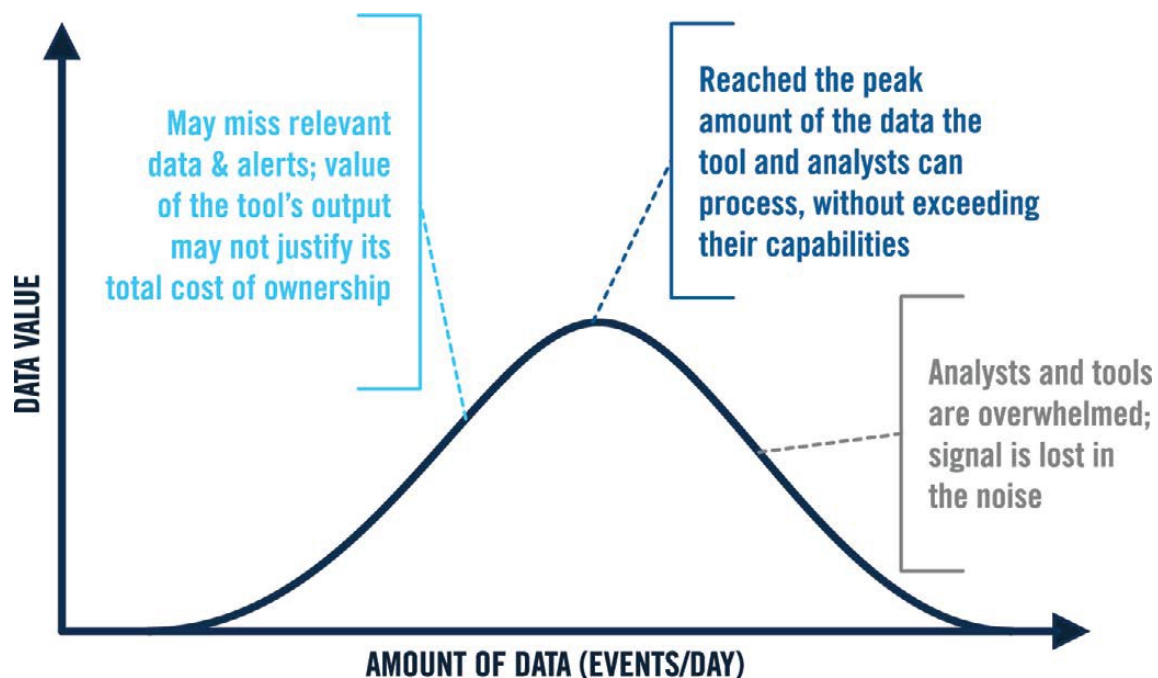 May miss relevant
data & alerts; value
of the tool's output
may not justify its
total cost of ownership
Reached the peak
amount of the data the
tool and analysts can
process, without exceeding
their capabilities
Analysts and tools
are overwhelmed;
signal is lost in
the noise
DATA VALUE
AMOUNT OF DATA (EVENTS/DAY)